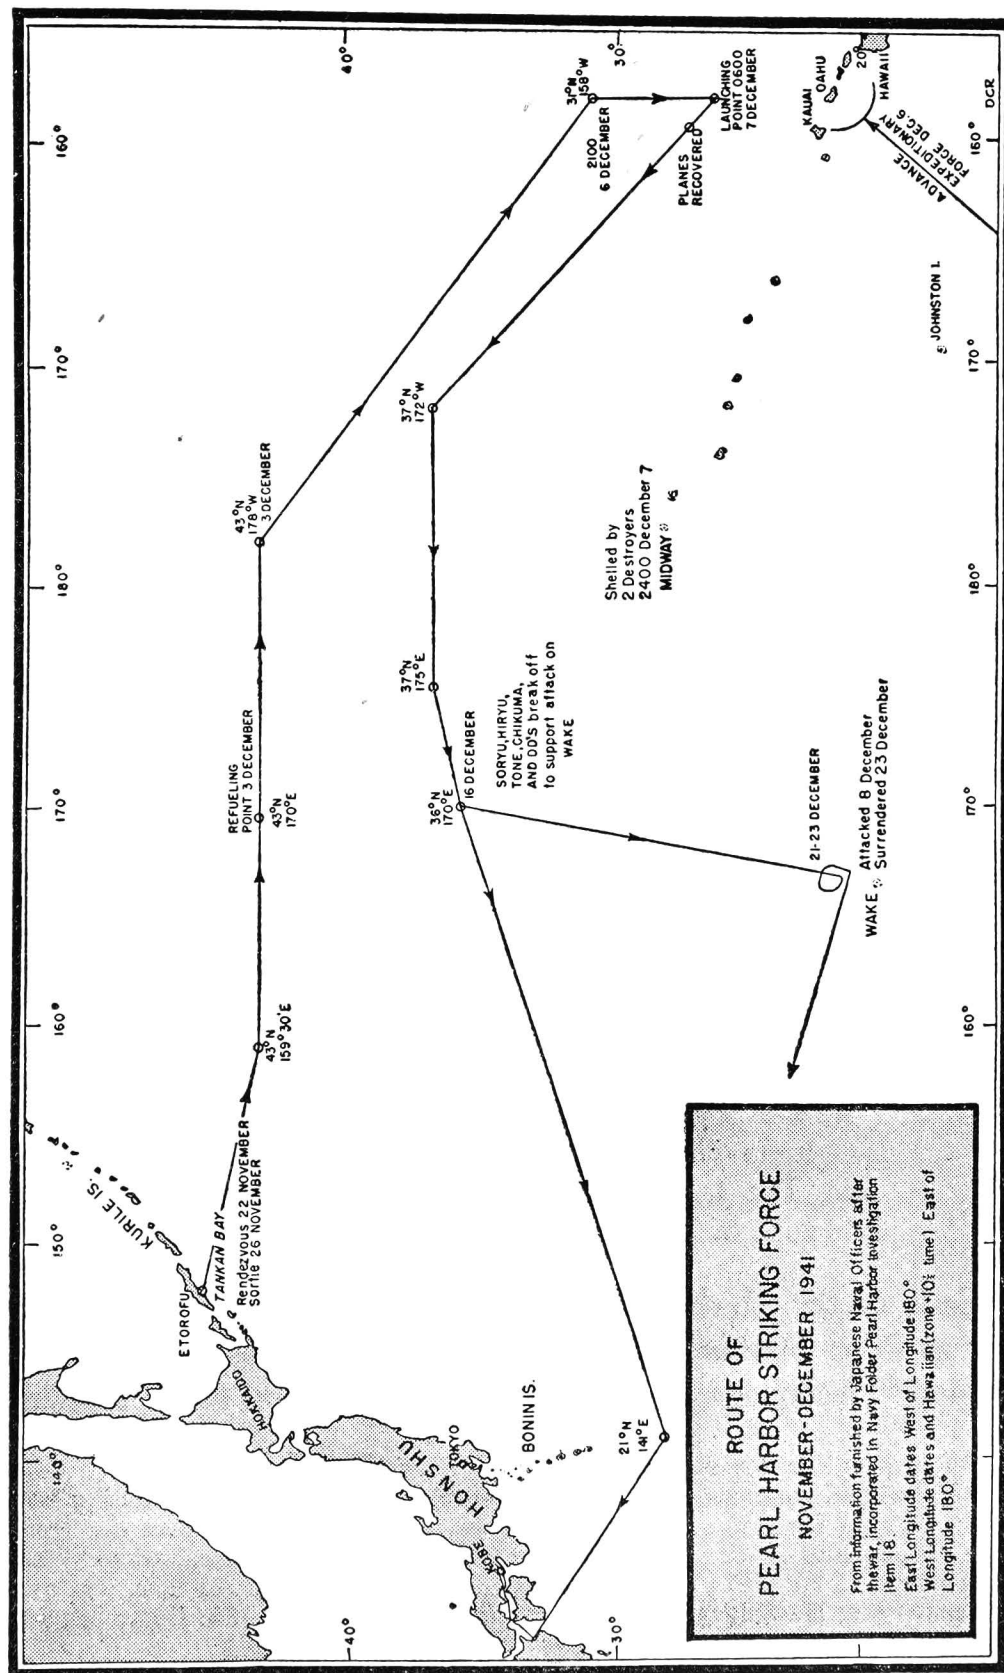 ROUTE OF
PEARL HARBOR STRIKING FORCE
NOVEMBER-DECEMBER 1941
From information furnished by Japanese Naval Officers after
the war, incorporated in Navy Folder Pearl Harbor Investigation
Item 18.
East Longitude dates West of Longitude 180°
West Longitude dates and Hawaiian (zone +10½ time) East of
Longitude 180°
140°
150°
160°
170°
180°
170°
160°
40°
30°
20°
40°
30°
160°
170°
180°
170°
160°
KURILE IS.
ETOROFU
TANKAN BAY
Rendezvous 22 NOVEMBER
Sortie 26 NOVEMBER
HOKKAIDO
HONSHU
TOKYO
KOBE
BONIN IS.
43°N
159°30'E
REFUELING
POINT 3 DECEMBER
43°N
170°E
43°N
178°W
3 DECEMBER
31°N
158°W
2100
6 DECEMBER
LAUNCHING
POINT 0600
7 DECEMBER
PLANES
RECOVERED
37°N
172°W
37°N
175°E
36°N
170°E
16 DECEMBER
SORYU, HIRYU,
TONE, CHIKUMA,
AND DD'S break off
to support attack on
WAKE
21-23 DECEMBER
WAKE
Attacked 8 December
Surrendered 23 December
21°N
141°E
Shelled by
2 Destroyers
2400 December 7
MIDWAY
KAUAI
OAHU
HAWAII
ADVANCE
EXPEDITIONARY
FORCE DEC. 6
JOHNSTON I.
DCR